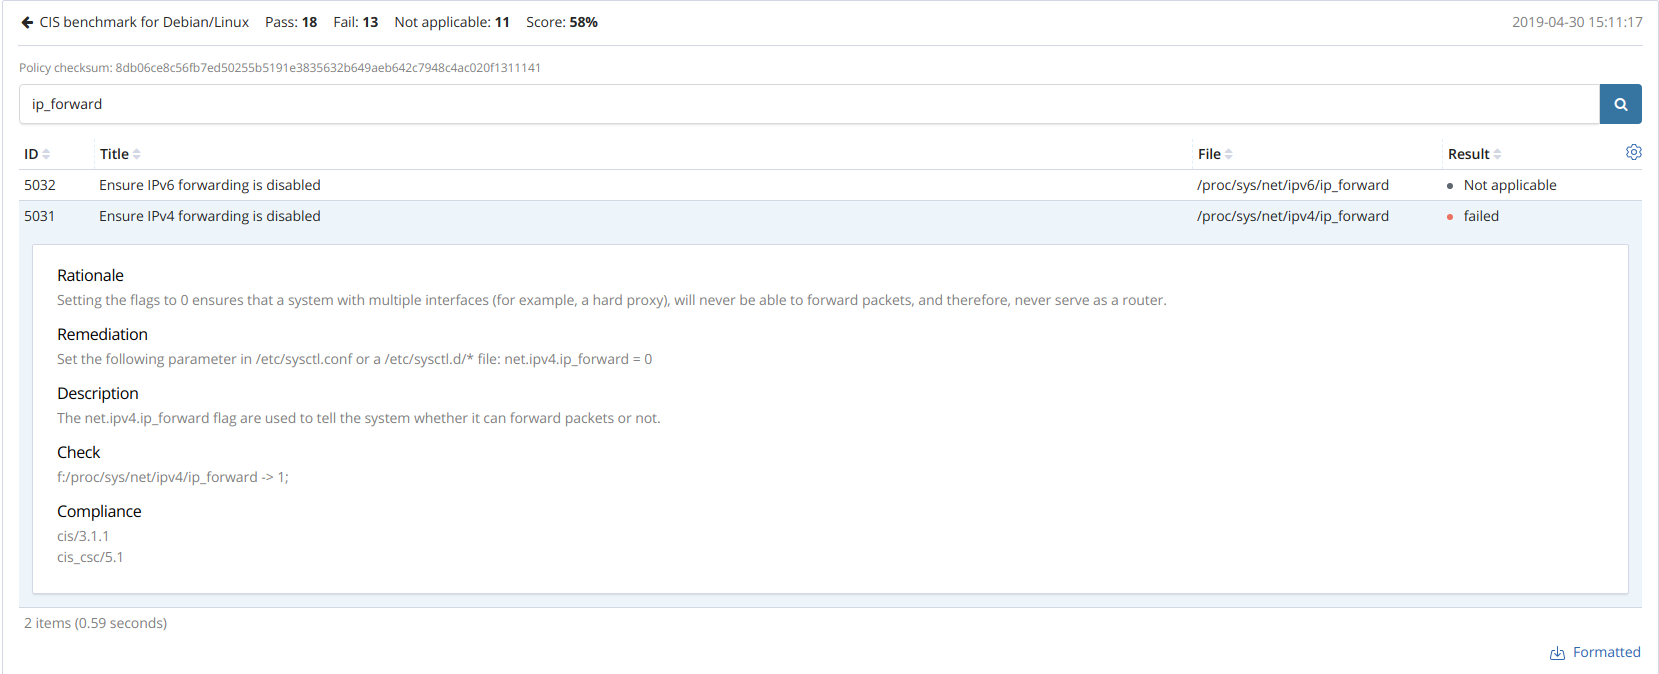 CIS benchmark for Debian/Linux Pass: 18 Fail: 13 Not applicable: 11 Score: 58% 2019-04-30 15:11:17
Policy checksum: 8db06ce8c56fb7ed50255b5191e3835632b649aeb642c7948c4ac020f1311141
ip_forward
ID Title File Result
5032 Ensure IPv6 forwarding is disabled /proc/sys/net/ipv6/ip_forward Not applicable
5031 Ensure IPv4 forwarding is disabled /proc/sys/net/ipv4/ip_forward failed
Rationale
Setting the flags to 0 ensures that a system with multiple interfaces (for example, a hard proxy), will never be able to forward packets, and therefore, never serve as a router.
Remediation
Set the following parameter in /etc/sysctl.conf or a /etc/sysctl.d/* file: net.ipv4.ip_forward = 0
Description
The net.ipv4.ip_forward flag are used to tell the system whether it can forward packets or not.
Check
f:/proc/sys/net/ipv4/ip_forward -> 1;
Compliance
cis/3.1.1
cis_csc/5.1
2 items (0.59 seconds)
Formatted